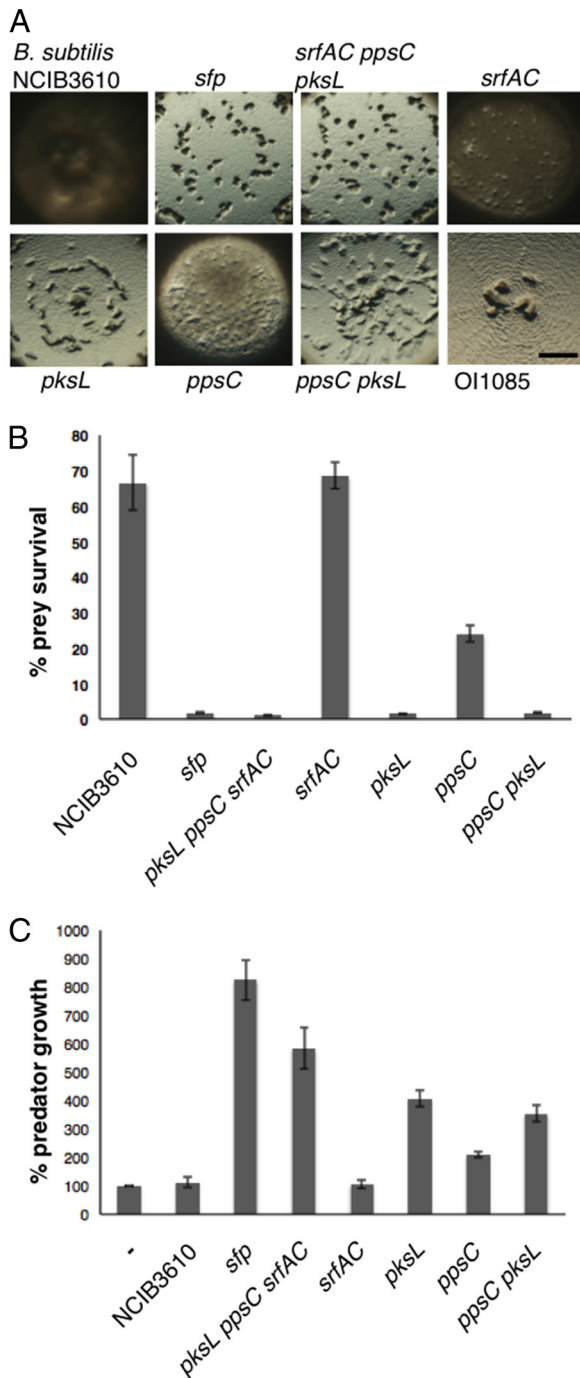 A
B. subtilis
NCIB3610
sfp
srfAC ppsC
pksL
srfAC
pksL
ppsC
ppsC pksL
OI1085
B
80
70
60
50
40
30
20
10
0
% prey survival
NCIB3610
sfp
pksL ppsC srfAC
srfAC
pksL
ppsC
ppsC pksL
C
1000
900
800
700
600
500
400
300
200
100
0
% predator growth
-
NCIB3610
sfp
pksL ppsC srfAC
srfAC
pksL
ppsC
ppsC pksL